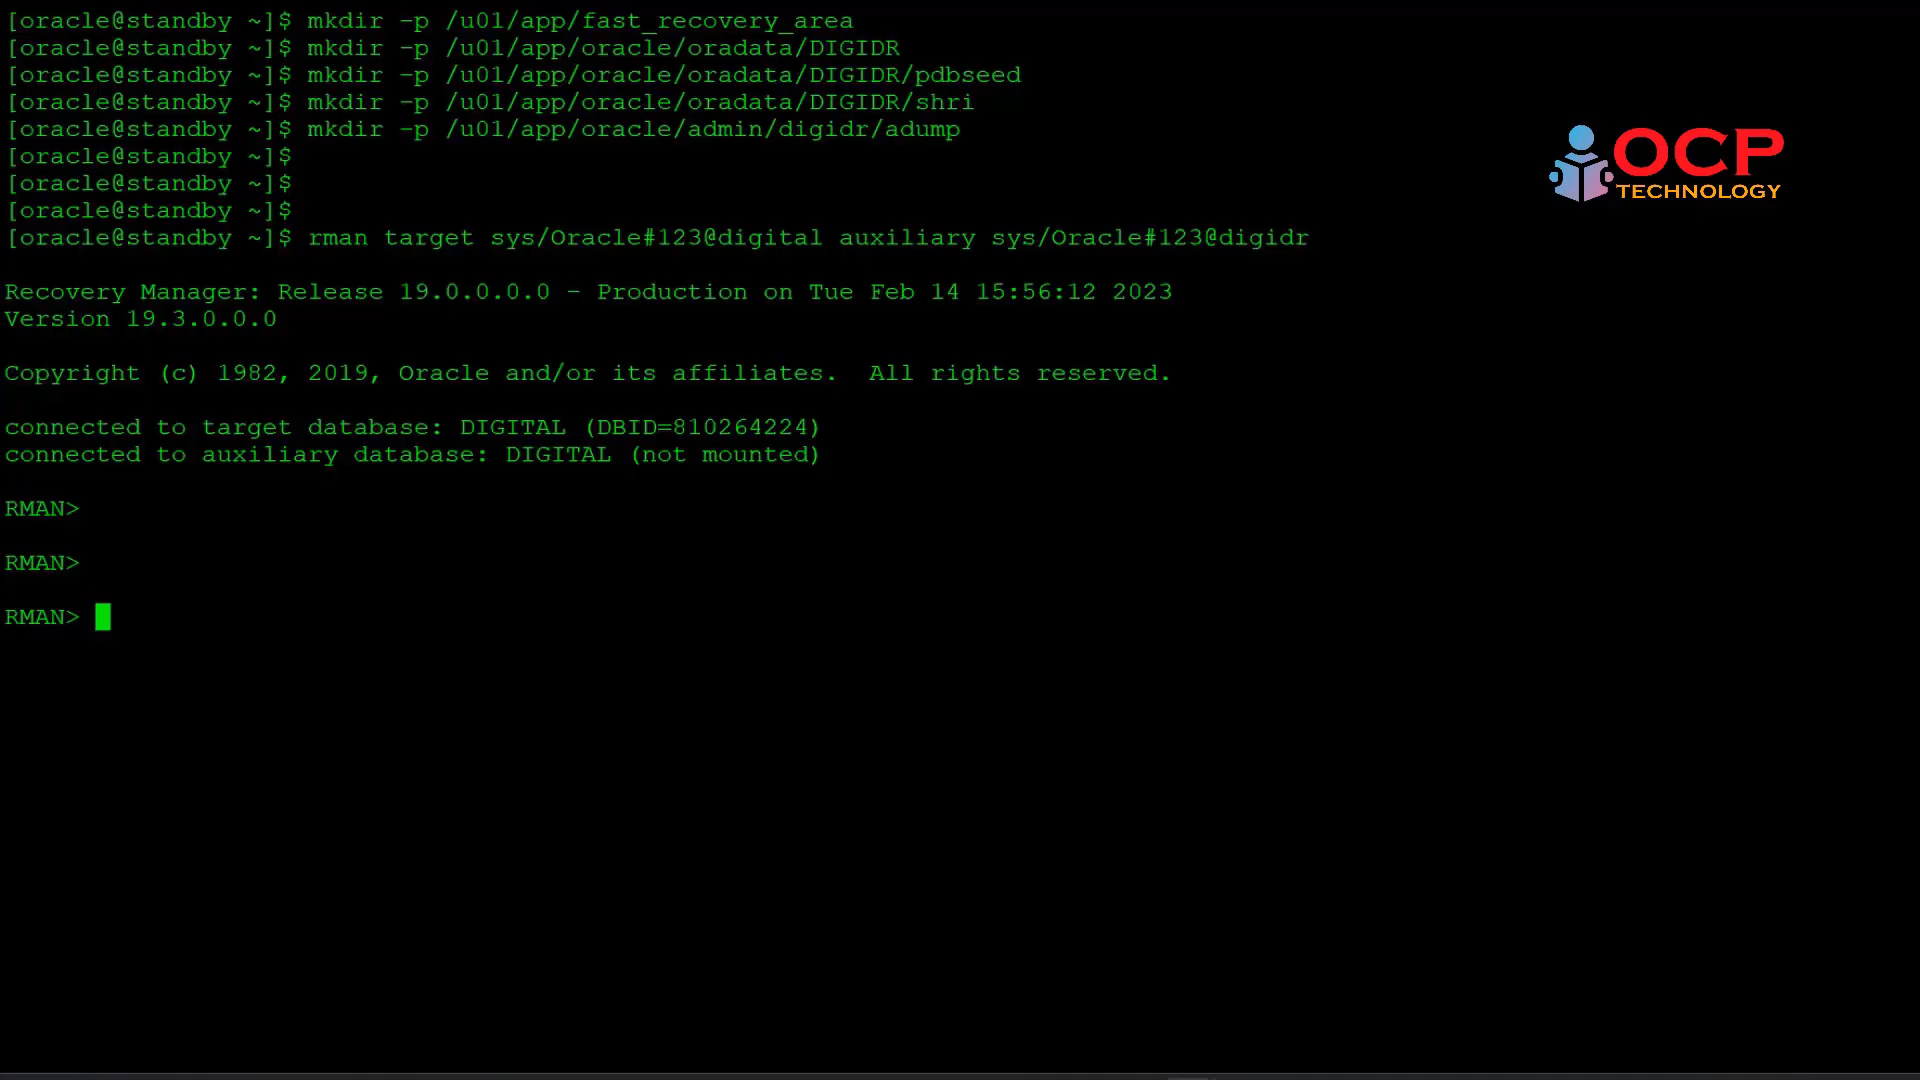 [oracle@standby ~]$ mkdir -p /u01/app/fast_recovery_area
[oracle@standby ~]$ mkdir -p /u01/app/oracle/oradata/DIGIDR
[oracle@standby ~]$ mkdir -p /u01/app/oracle/oradata/DIGIDR/pdbseed
[oracle@standby ~]$ mkdir -p /u01/app/oracle/oradata/DIGIDR/shri
[oracle@standby ~]$ mkdir -p /u01/app/oracle/admin/digidr/adump
[oracle@standby ~]$
[oracle@standby ~]$
[oracle@standby ~]$
[oracle@standby ~]$ rman target sys/Oracle#123@digital auxiliary sys/Oracle#123@digidr
Recovery Manager: Release 19.0.0.0.0 - Production on Tue Feb 14 15:56:12 2023
Version 19.3.0.0.0
Copyright (c) 1982, 2019, Oracle and/or its affiliates.  All rights reserved.
connected to target database: DIGITAL (DBID=810264224)
connected to auxiliary database: DIGITAL (not mounted)
RMAN>
RMAN>
RMAN>
OCP
TECHNOLOGY